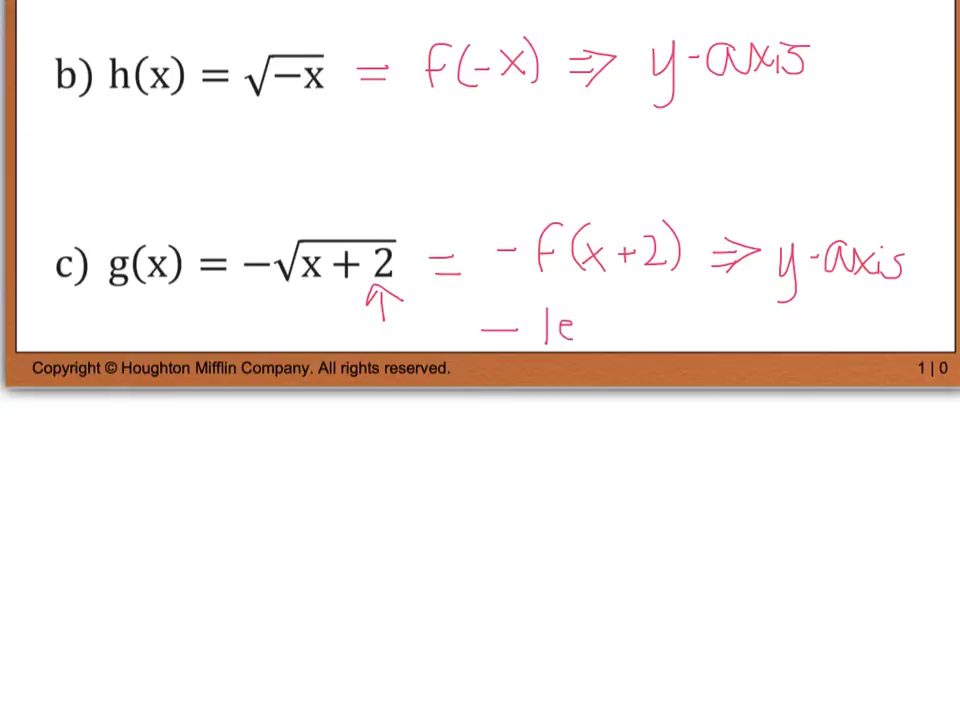 b) h(x) = √−x = f(-x) ⇒ y-axis
c) g(x) = −√x + 2 = - f(x+2) ⇒ y-axis
↑ — le
Copyright © Houghton Mifflin Company. All rights reserved. 1 | 0